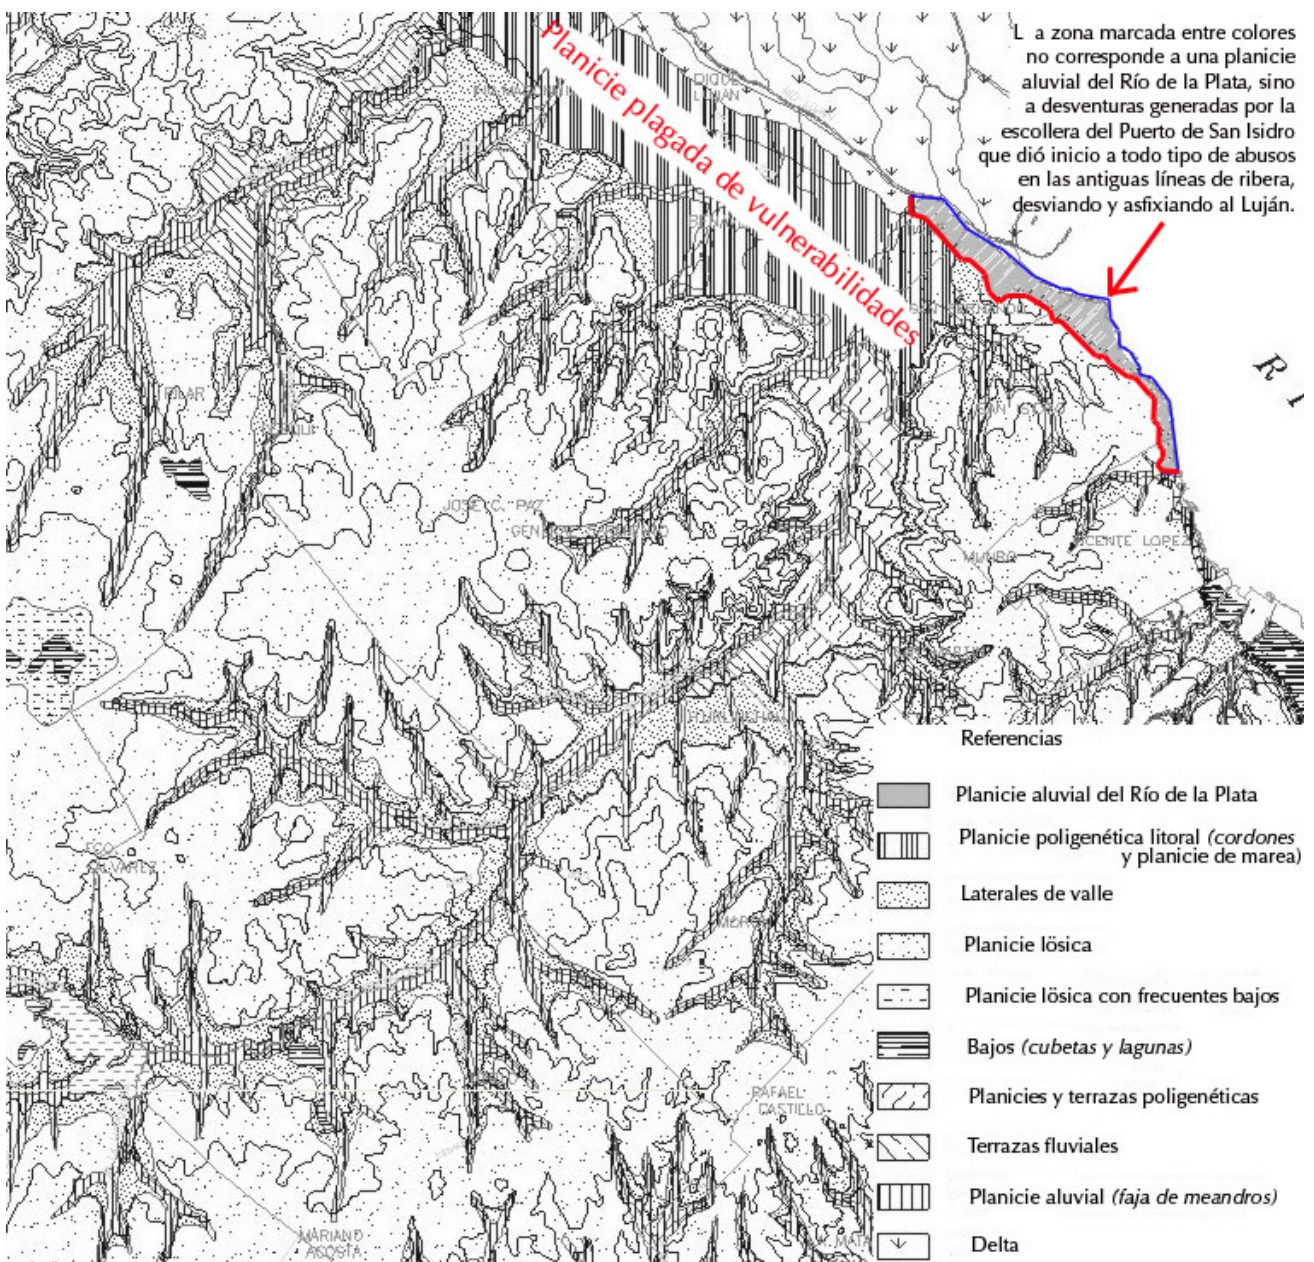 L a zona marcada entre colores
no corresponde a una planicie
aluvial del Río de la Plata, sino
a desventuras generadas por la
escollera del Puerto de San Isidro
que dió inicio a todo tipo de abusos
en las antiguas líneas de ribera,
desviando y asfixiando al Luján.
Planicie plagada de vulnerabilidades
DIQUE
LUJAN
R I
PILAR
JOSE C. PAZ
MUNRO
VICENTE LOPEZ
ALVAREZ
RAFAEL
CASTILLO
MARIANO
ACOSTA
Referencias
Planicie aluvial del Río de la Plata
Planicie poligenética litoral (cordones
y planicie de marea)
Laterales de valle
Planicie lösica
Planicie lösica con frecuentes bajos
Bajos (cubetas y lagunas)
Planicies y terrazas poligenéticas
Terrazas fluviales
Planicie aluvial (faja de meandros)
Delta